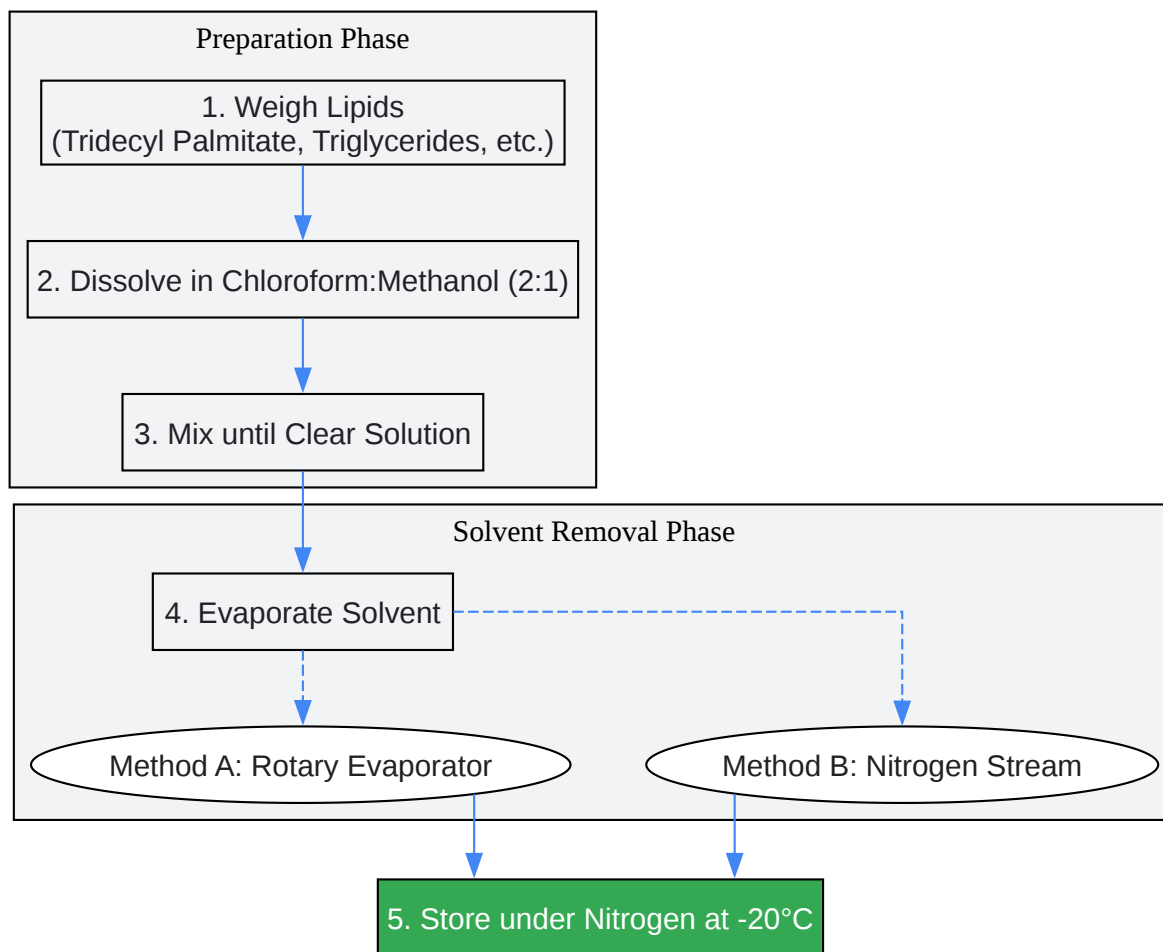 Preparation Phase
1. Weigh Lipids
(Tridecyl Palmitate, Triglycerides, etc.)
2. Dissolve in Chloroform:Methanol (2:1)
3. Mix until Clear Solution
Solvent Removal Phase
4. Evaporate Solvent
Method A: Rotary Evaporator
Method B: Nitrogen Stream
5. Store under Nitrogen at -20°C